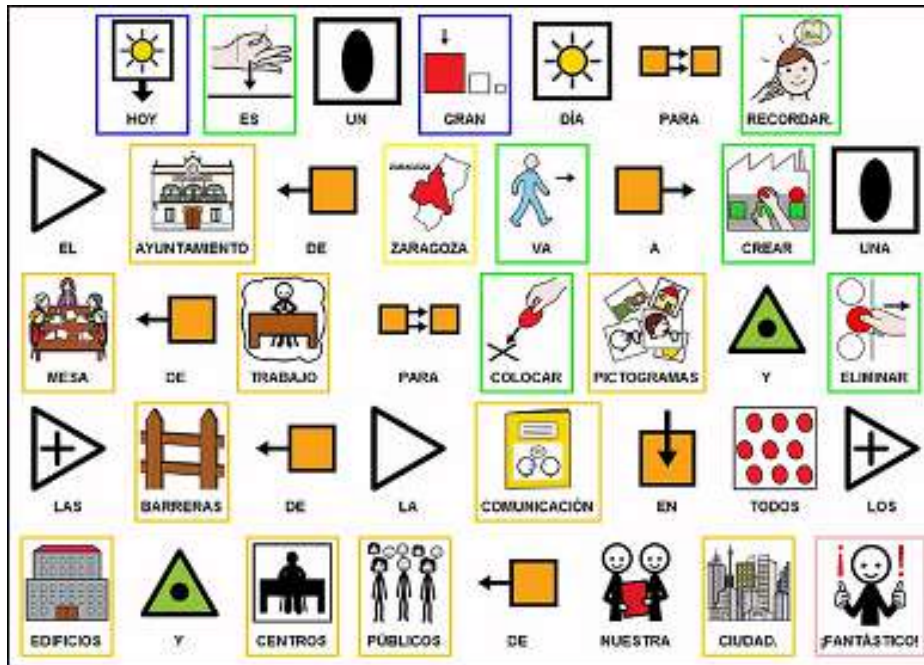 HOY ES UN GRAN DÍA PARA RECORDAR.
EL AYUNTAMIENTO DE ZARAGOZA VA A CREAR UNA
MESA DE TRABAJO PARA COLOCAR PICTOGRAMAS Y ELIMINAR
LAS BARRERAS DE LA COMUNICACIÓN EN TODOS LOS
EDIFICIOS Y CENTROS PÚBLICOS DE NUESTRA CIUDAD. ¡FANTÁSTICO!